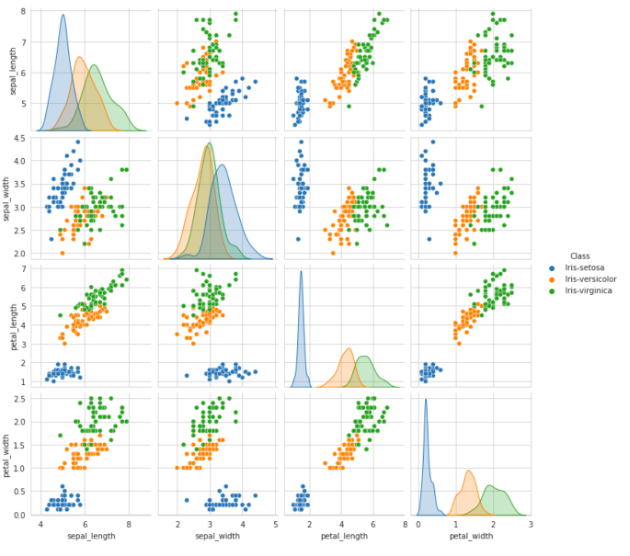 8
7
6
5
sepal_length
4.5
4.0
3.5
3.0
2.5
2.0
sepal_width
Class
Iris-setosa
Iris-versicolor
Iris-virginica
7
6
5
4
3
2
1
petal_length
2.5
2.0
1.5
1.0
0.5
0.0
petal_width
4 6 8
2 3 4 5
2 4 6 8
0 1 2 3
sepal_length
sepal_width
petal_length
petal_width